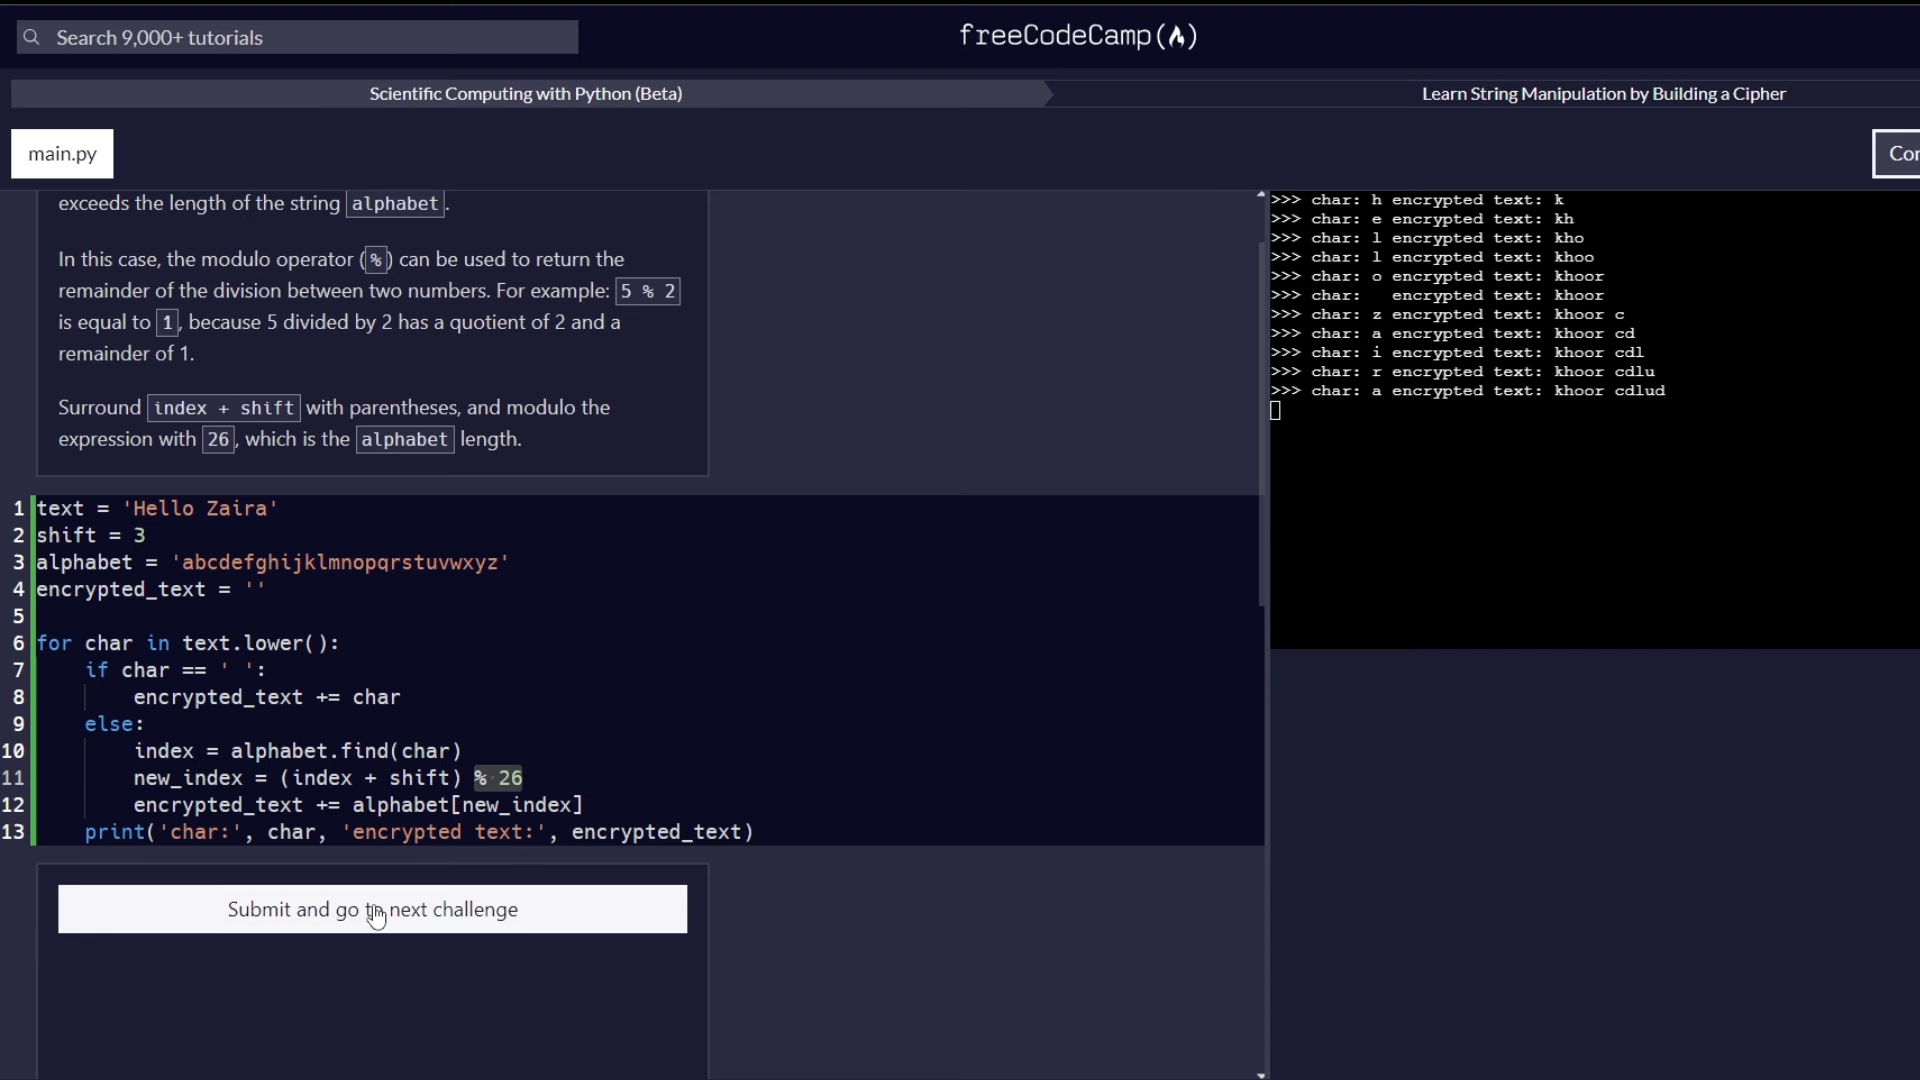 Search 9,000+ tutorials
freeCodeCamp
Scientific Computing with Python (Beta)
Learn String Manipulation by Building a Cipher
main.py
exceeds the length of the string alphabet.
In this case, the modulo operator (%) can be used to return the
remainder of the division between two numbers. For example: 5 % 2
is equal to 1, because 5 divided by 2 has a quotient of 2 and a
remainder of 1.
Surround index + shift with parentheses, and modulo the
expression with 26, which is the alphabet length.
1 text = 'Hello Zaira'
2 shift = 3
3 alphabet = 'abcdefghijklmnopqrstuvwxyz'
4 encrypted_text = ''
5
6 for char in text.lower():
7     if char == ' ':
8         encrypted_text += char
9     else:
10         index = alphabet.find(char)
11         new_index = (index + shift) % 26
12         encrypted_text += alphabet[new_index]
13     print('char:', char, 'encrypted text:', encrypted_text)
Submit and go to next challenge
>>> char: h encrypted text: k
>>> char: e encrypted text: kh
>>> char: l encrypted text: kho
>>> char: l encrypted text: khoo
>>> char: o encrypted text: khoor
>>> char:   encrypted text: khoor
>>> char: z encrypted text: khoor c
>>> char: a encrypted text: khoor cd
>>> char: i encrypted text: khoor cdl
>>> char: r encrypted text: khoor cdlu
>>> char: a encrypted text: khoor cdlud